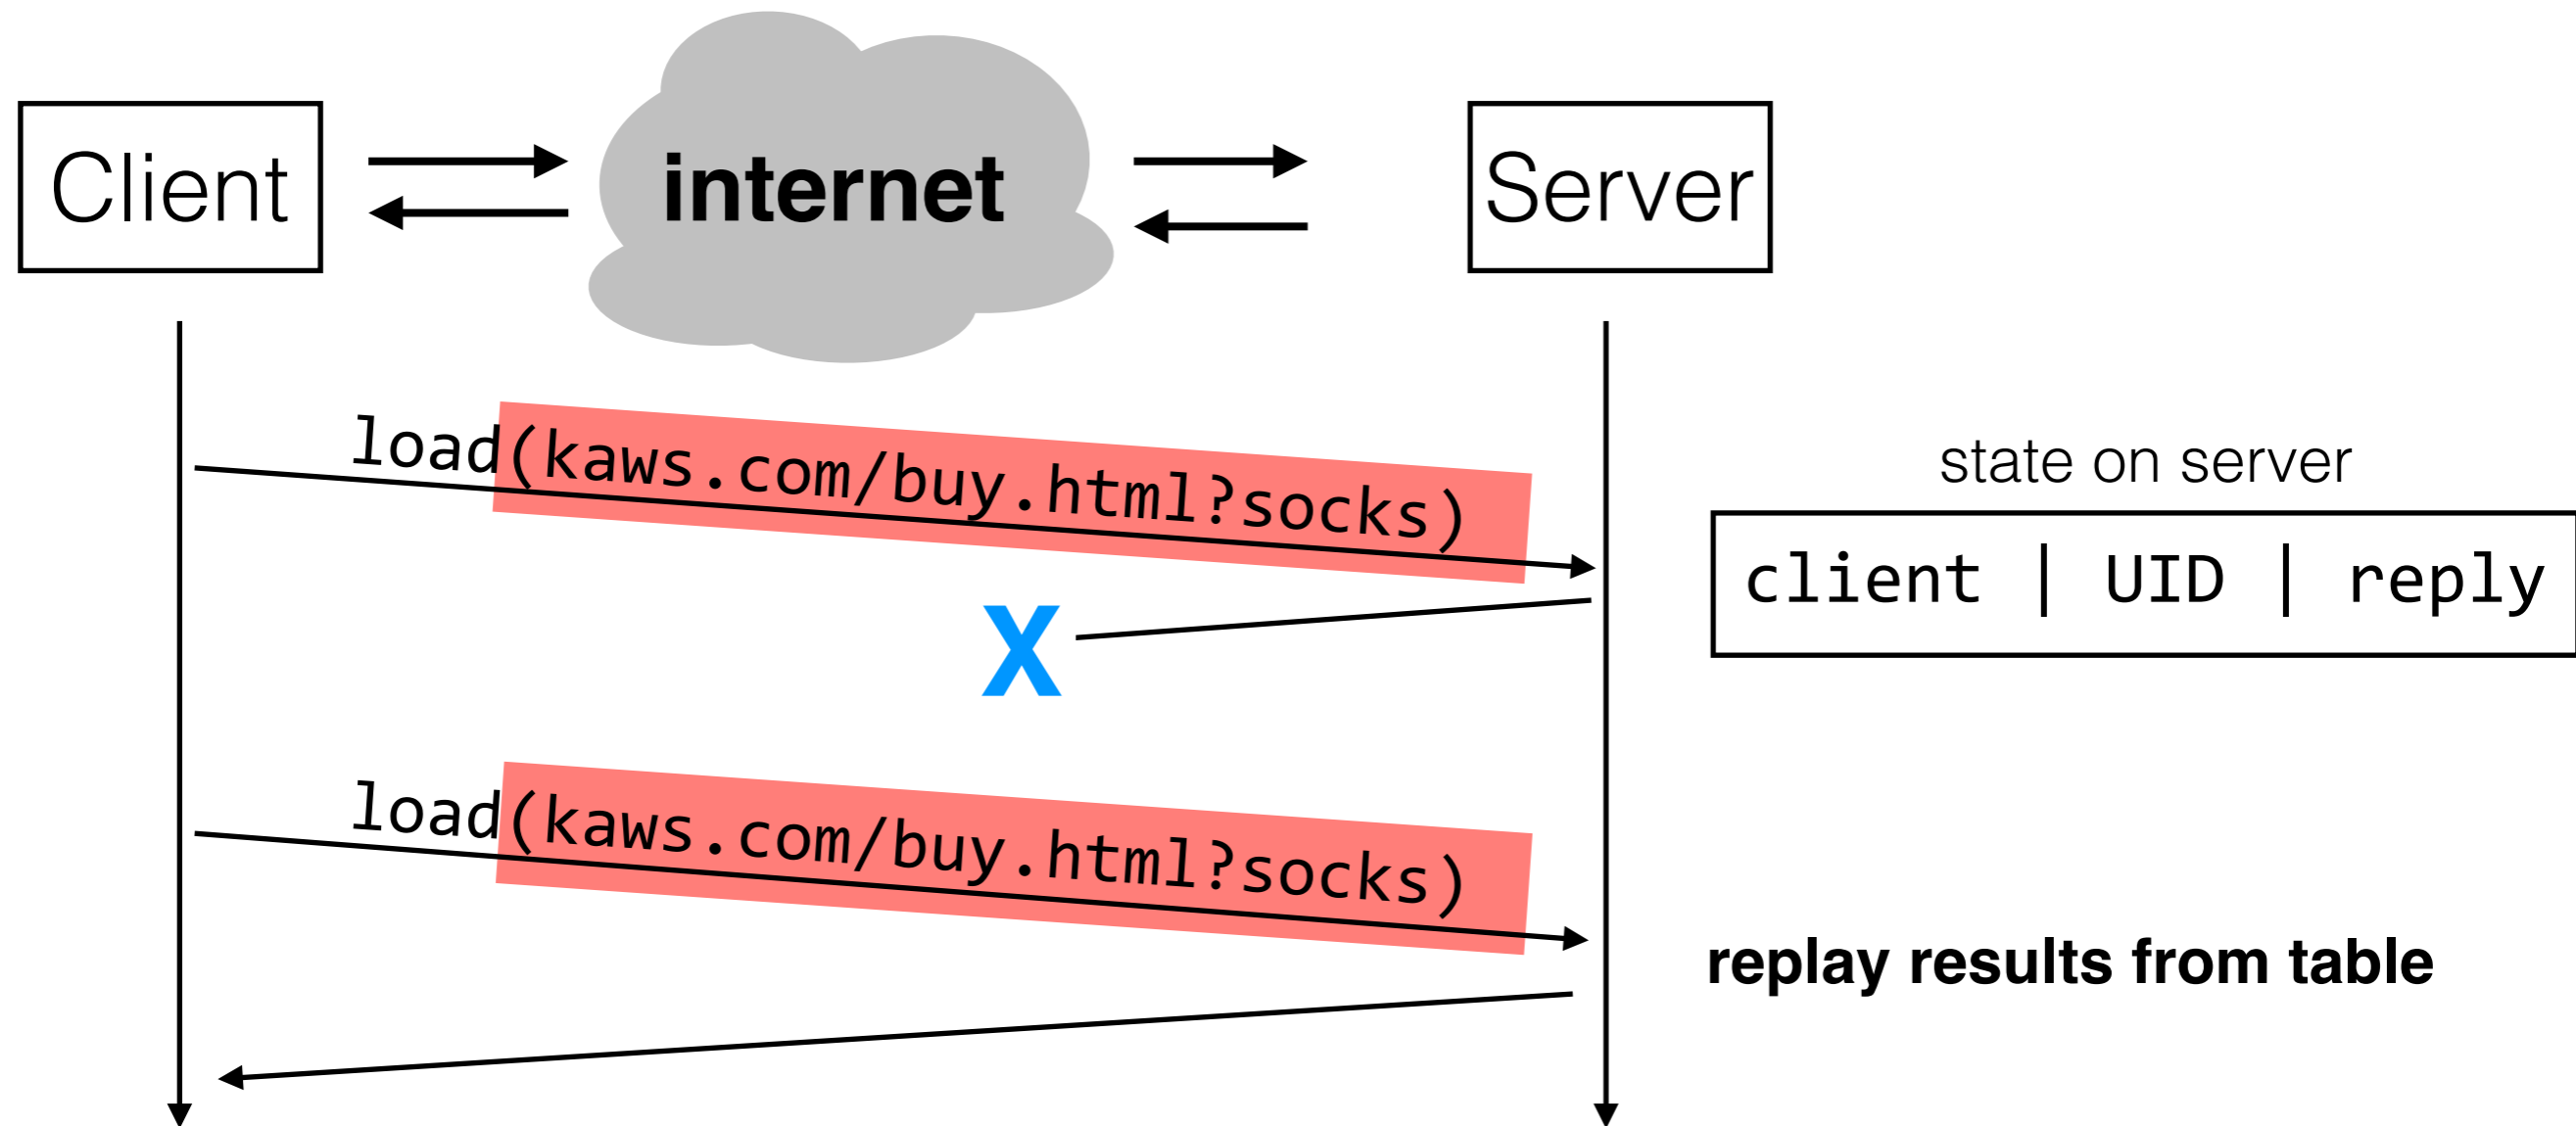 Client
internet
Server
load(kaws.com/buy.html?socks)
state on server
client | UID | reply
X
load(kaws.com/buy.html?socks)
replay results from table